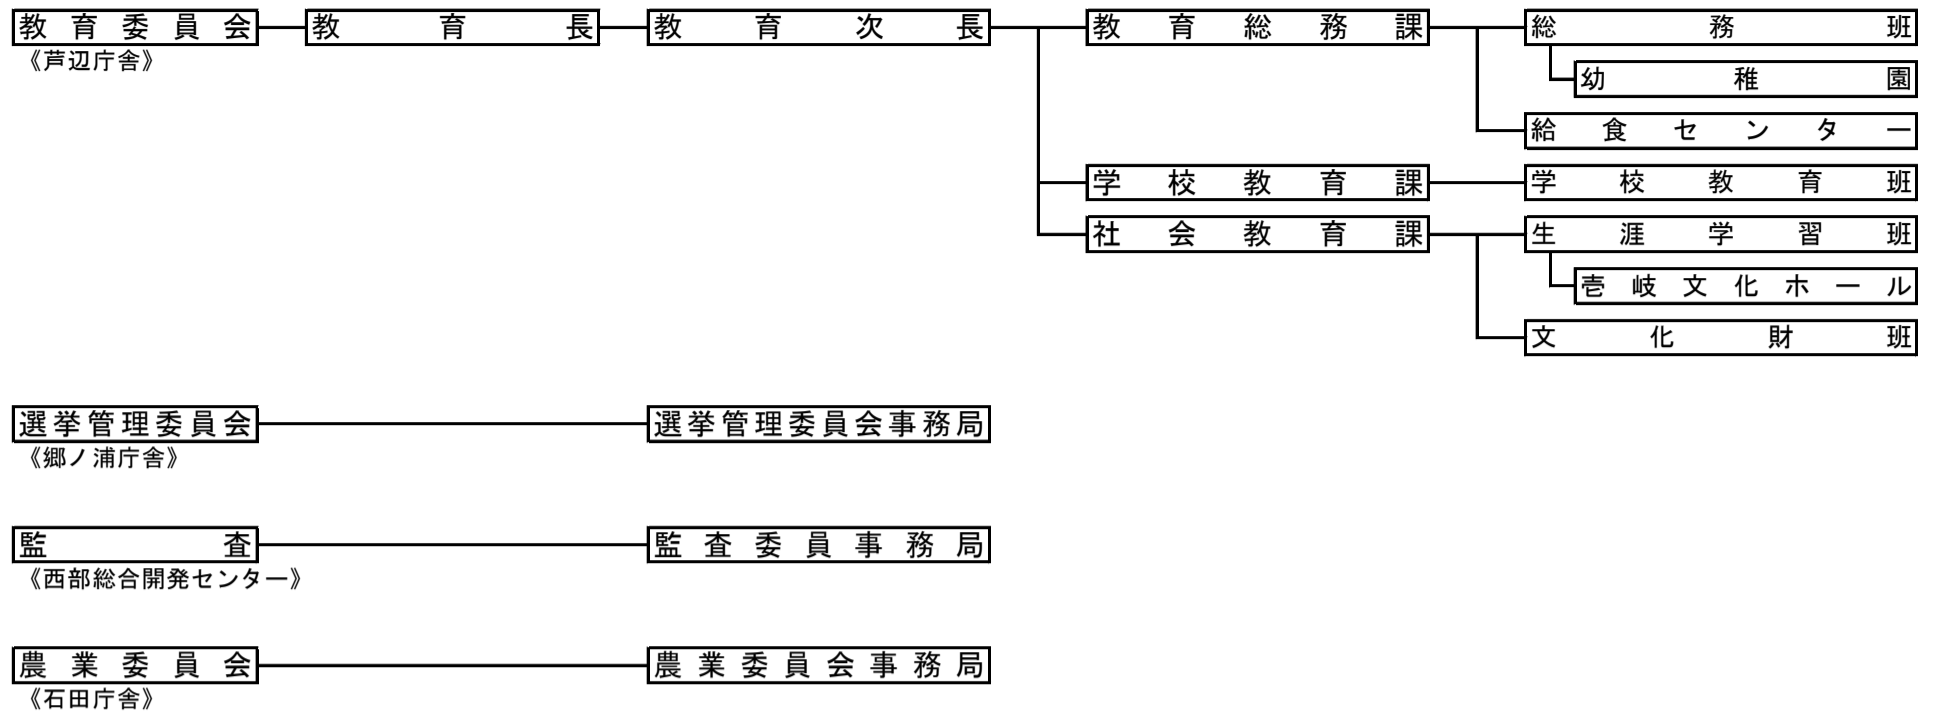 教育委員会 教育長 教育次長 教育総務課 総務班
《芦辺庁舎》
幼稚園
給食センター
学校教育課 学校教育班
社会教育課 生涯学習班
壱岐文化ホール
文化財班
選挙管理委員会 選挙管理委員会事務局
《郷ノ浦庁舎》
監査 監査委員事務局
《西部総合開発センター》
農業委員会 農業委員会事務局
《石田庁舎》